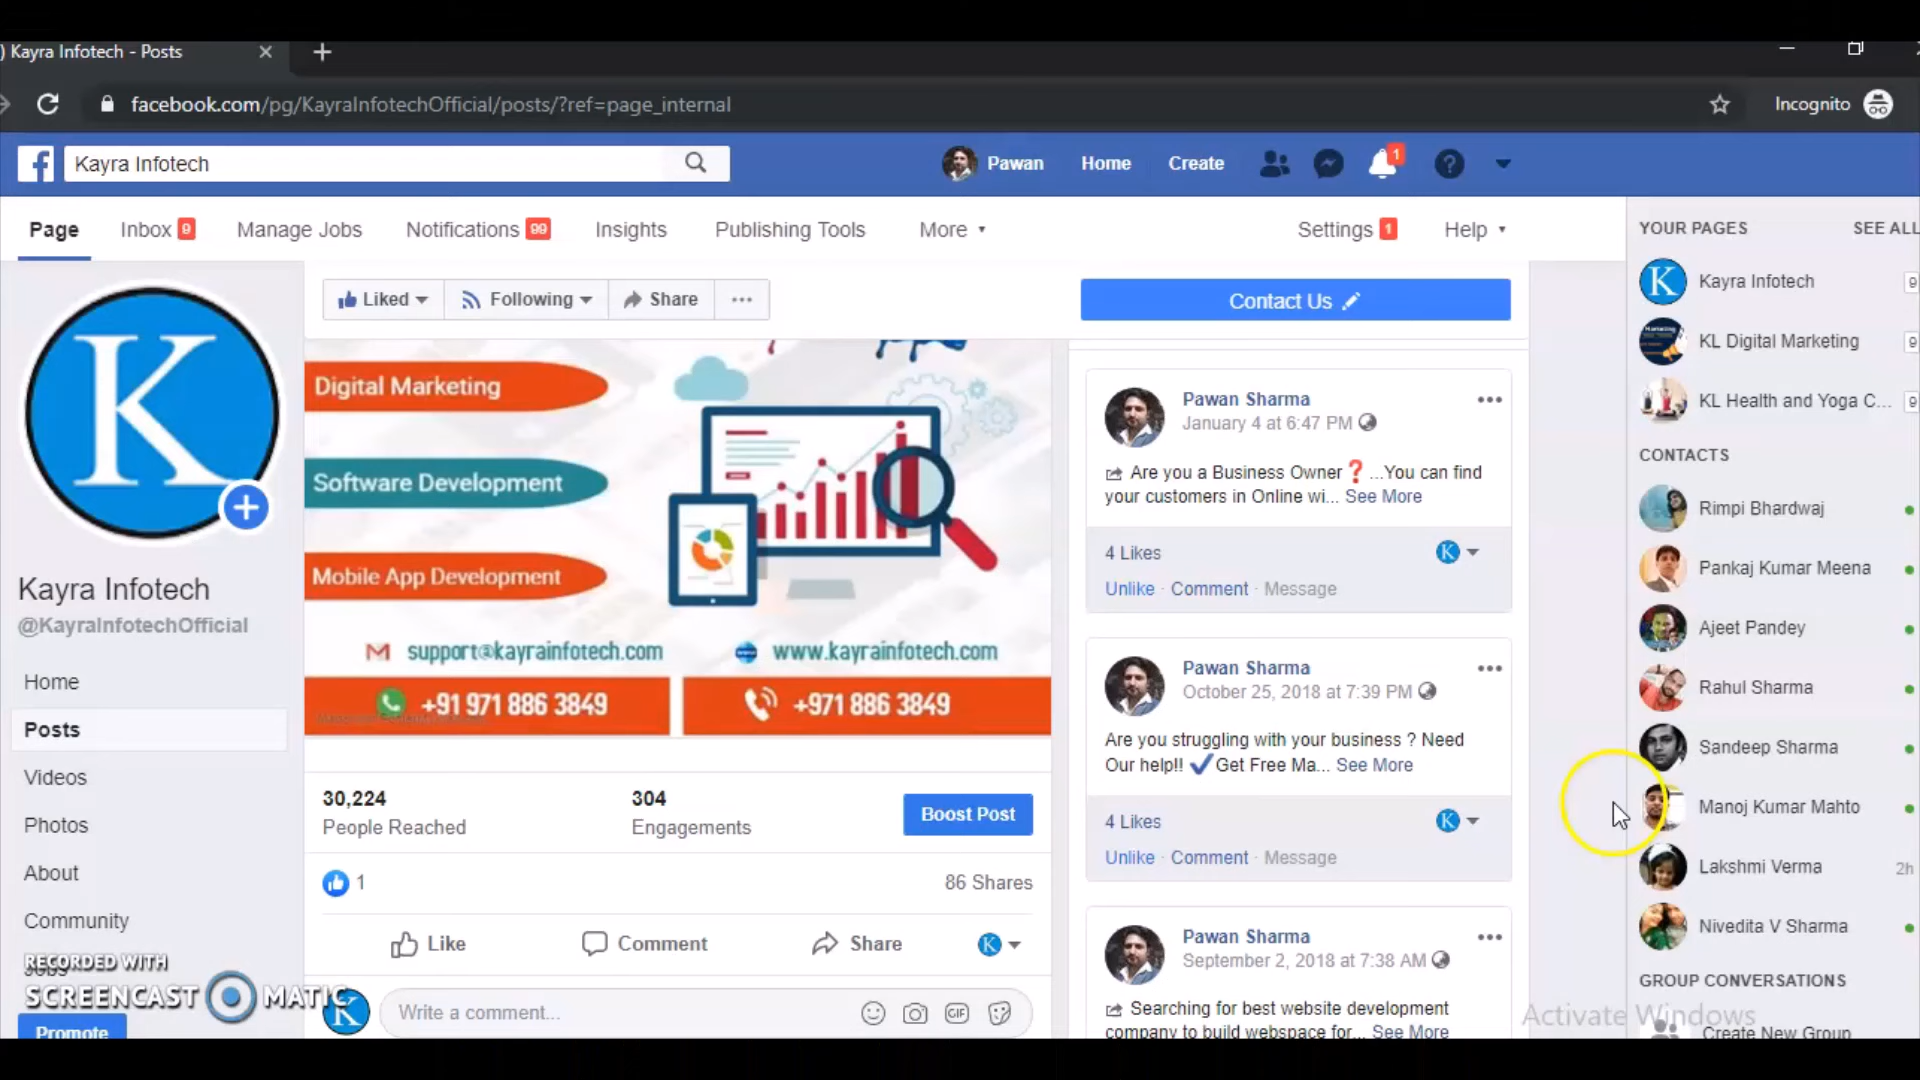 ) Kayra Infotech - Posts
facebook.com/pg/KayraInfotechOfficial/posts/?ref=page_internal
Incognito
Kayra Infotech
Pawan
Home
Create
1
Page
Inbox 9
Manage Jobs
Notifications 99
Insights
Publishing Tools
More
Settings 1
Help
K
Kayra Infotech
@KayraInfotechOfficial
Home
Posts
Videos
Photos
About
Community
Jobs
Promote
RECORDED WITH
SCREENCAST MATIC
Liked
Following
Share
Contact Us
Digital Marketing
Software Development
Mobile App Development
support@kayrainfotech.com
www.kayrainfotech.com
+91 971 886 3849
+971 886 3849
30,224
People Reached
304
Engagements
Boost Post
1
86 Shares
Like
Comment
Share
K
K
Write a comment...
GIF
Pawan Sharma
January 4 at 6:47 PM
Are you a Business Owner❓...You can find
your customers in Online wi... See More
4 Likes
K
Unlike · Comment · Message
Pawan Sharma
October 25, 2018 at 7:39 PM
Are you struggling with your business ? Need
Our help!! ✔Get Free Ma... See More
4 Likes
K
Unlike · Comment · Message
Pawan Sharma
September 2, 2018 at 7:38 AM
Searching for best website development
company to build webspace for... See More
YOUR PAGES
SEE ALL
K
Kayra Infotech
9
KL Digital Marketing
9
KL Health and Yoga C...
9
CONTACTS
Rimpi Bhardwaj
Pankaj Kumar Meena
Ajeet Pandey
Rahul Sharma
Sandeep Sharma
Manoj Kumar Mahto
Lakshmi Verma
2h
Nivedita V Sharma
GROUP CONVERSATIONS
Create New Group
Activate Windows